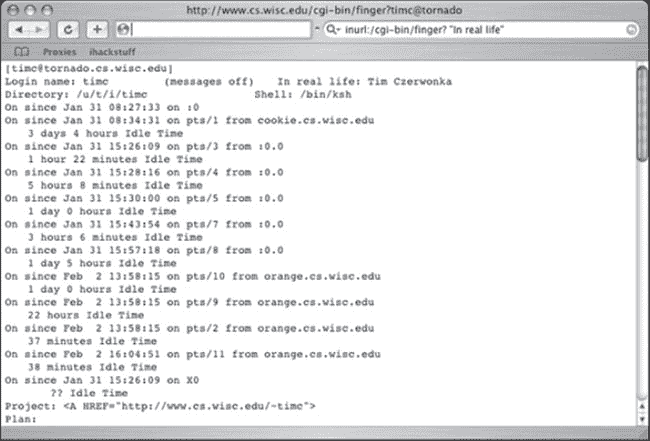 http://www.cs.wisc.edu/cgi-bin/finger?timc@tornado
inurl:/cgi-bin/finger? "In real life"
Proxies ihackstuff
[timc@tornado.cs.wisc.edu]
Login name: timc (messages off) In real life: Tim Czerwonka
Directory: /u/t/i/timc Shell: /bin/ksh
On since Jan 31 08:27:33 on :0
On since Jan 31 08:34:31 on pts/1 from cookie.cs.wisc.edu
3 days 4 hours Idle Time
On since Jan 31 15:26:09 on pts/3 from :0.0
1 hour 22 minutes Idle Time
On since Jan 31 15:28:16 on pts/4 from :0.0
5 hours 8 minutes Idle Time
On since Jan 31 15:30:00 on pts/5 from :0.0
1 day 0 hours Idle Time
On since Jan 31 15:43:54 on pts/7 from :0.0
3 hours 6 minutes Idle Time
On since Jan 31 15:57:18 on pts/8 from :0.0
1 day 5 hours Idle Time
On since Feb 2 13:58:15 on pts/10 from orange.cs.wisc.edu
1 day 0 hours Idle Time
On since Feb 2 13:58:15 on pts/9 from orange.cs.wisc.edu
22 hours Idle Time
On since Feb 2 13:58:15 on pts/2 from orange.cs.wisc.edu
37 minutes Idle Time
On since Feb 2 16:04:51 on pts/11 from orange.cs.wisc.edu
38 minutes Idle Time
On since Jan 31 15:26:09 on X0
?? Idle Time
Project: <A HREF="http://www.cs.wisc.edu/~timc">
Plan: